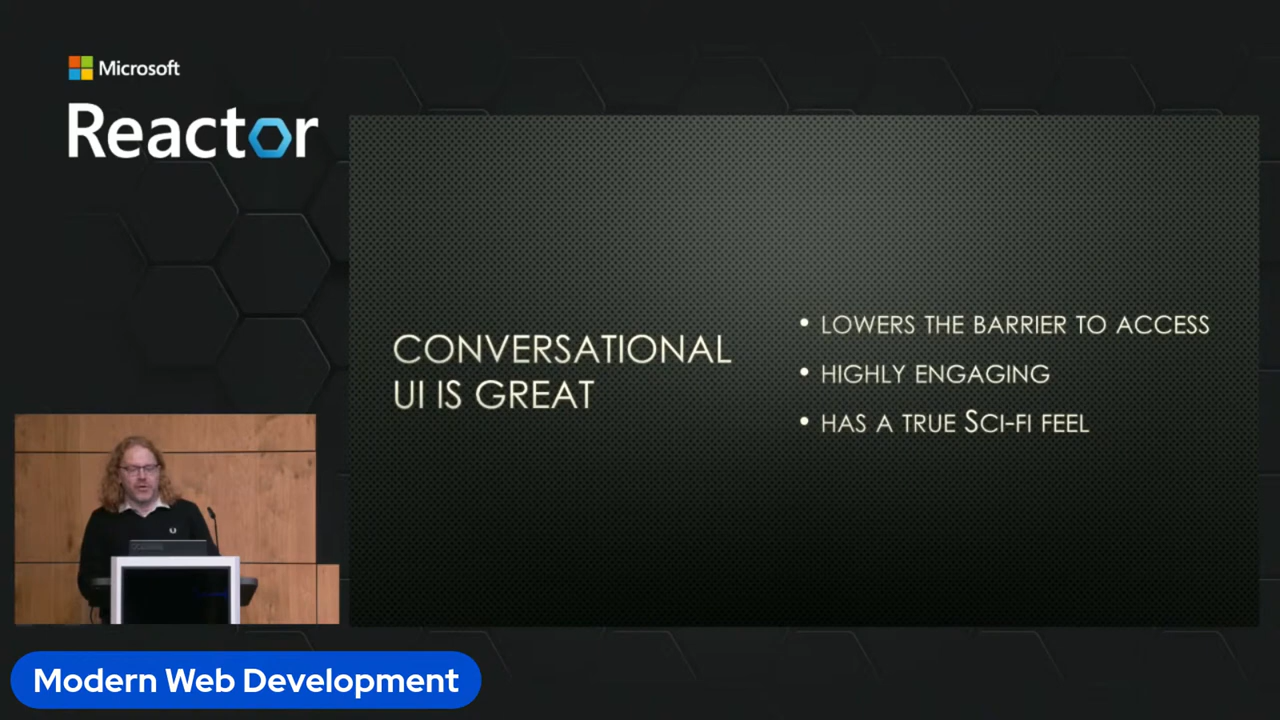 Microsoft
Reactor
CONVERSATIONAL
UI IS GREAT
• LOWERS THE BARRIER TO ACCESS
• HIGHLY ENGAGING
• HAS A TRUE SCI-FI FEEL
Modern Web Development